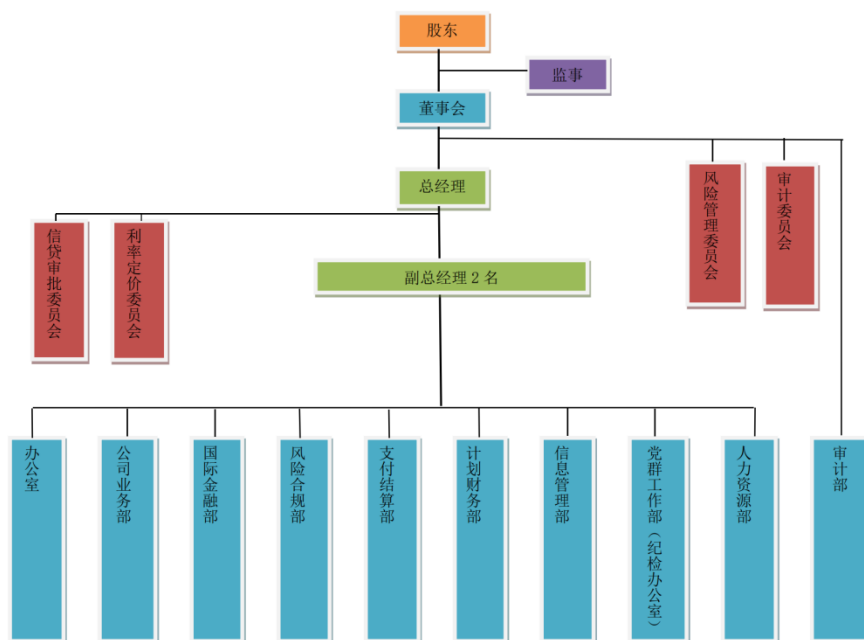 股东
监事
董事会
总经理
风险管理委员会
审计委员会
信贷审批委员会
利率定价委员会
副总经理 2 名
办公室
公司业务部
国际金融部
风险合规部
支付结算部
计划财务部
信息管理部
党群工作部（纪检办公室）
人力资源部
审计部